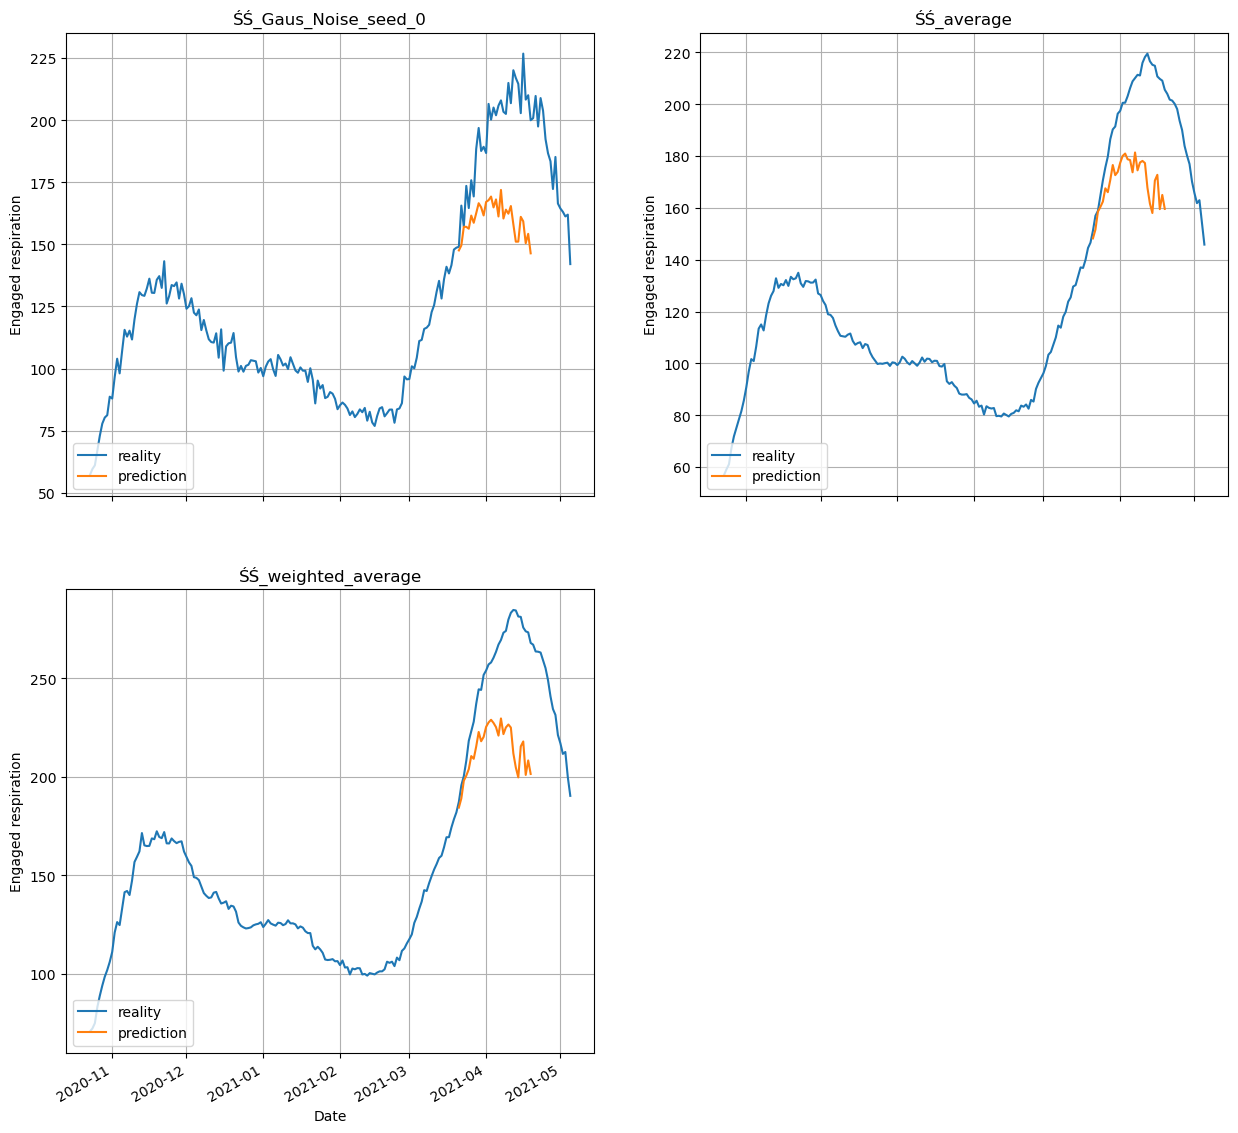 ŚŚ_Gaus_Noise_seed_0
Engaged respiration
225
200
175
150
125
100
75
50
reality
prediction
ŚŚ_average
Engaged respiration
220
200
180
160
140
120
100
80
60
reality
prediction
ŚŚ_weighted_average
Engaged respiration
250
200
150
100
reality
prediction
2020-11
2020-12
2021-01
2021-02
2021-03
2021-04
2021-05
Date